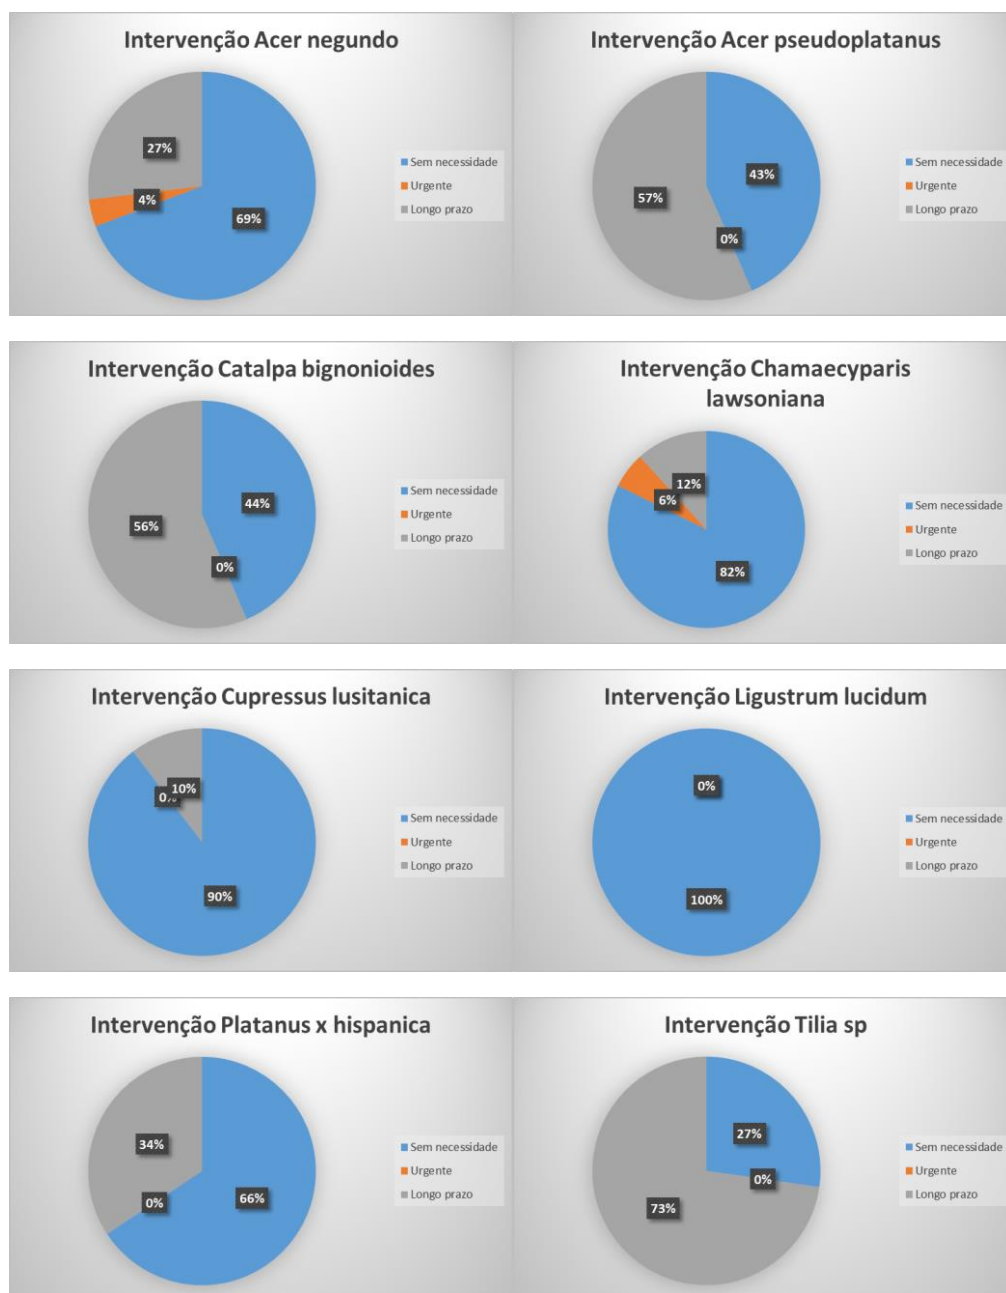 Intervenção Acer negundo
27%
4%
69%
Sem necessidade
Urgente
Longo prazo
Intervenção Acer pseudoplatanus
43%
57%
0%
Sem necessidade
Urgente
Longo prazo
Intervenção Catalpa bignonioides
44%
56%
0%
Sem necessidade
Urgente
Longo prazo
Intervenção Chamaecyparis
lawsoniana
12%
6%
82%
Sem necessidade
Urgente
Longo prazo
Intervenção Cupressus lusitanica
10%
0%
90%
Sem necessidade
Urgente
Longo prazo
Intervenção Ligustrum lucidum
0%
100%
Sem necessidade
Urgente
Longo prazo
Intervenção Platanus x hispanica
34%
0%
66%
Sem necessidade
Urgente
Longo prazo
Intervenção Tilia sp
27%
0%
73%
Sem necessidade
Urgente
Longo prazo